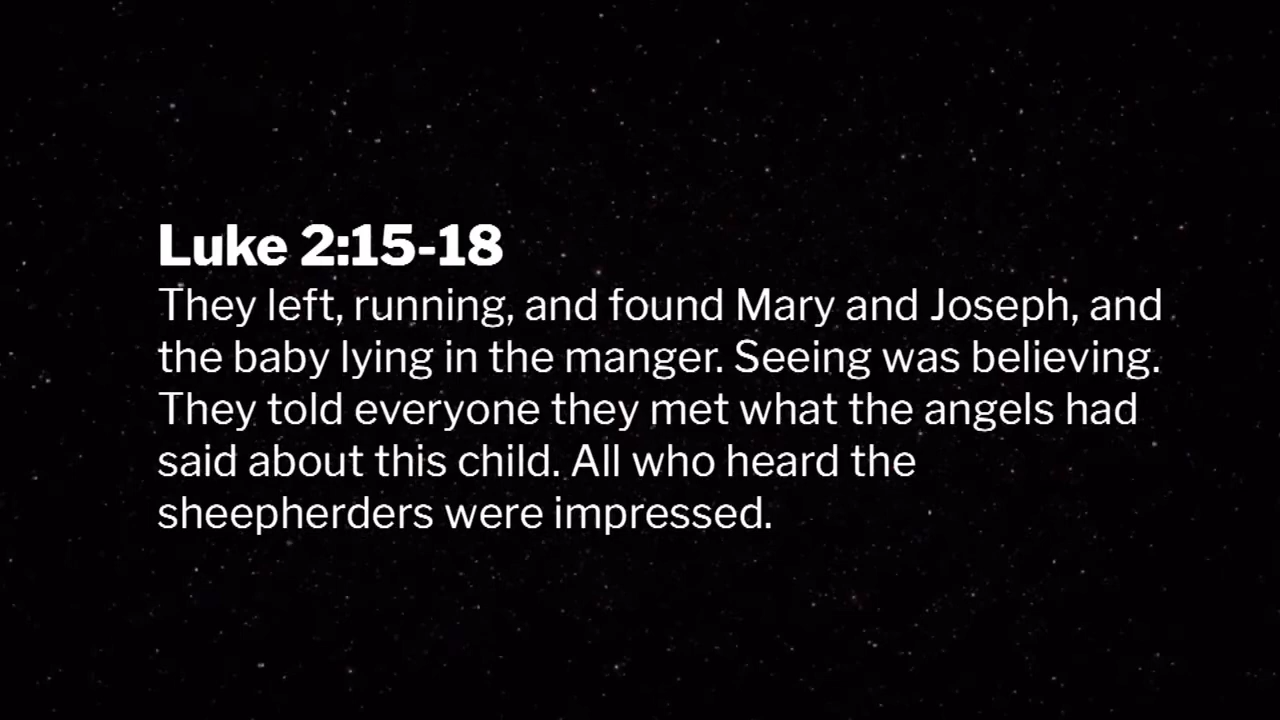 Luke 2:15-18
They left, running, and found Mary and Joseph, and
the baby lying in the manger. Seeing was believing.
They told everyone they met what the angels had
said about this child. All who heard the
sheepherders were impressed.